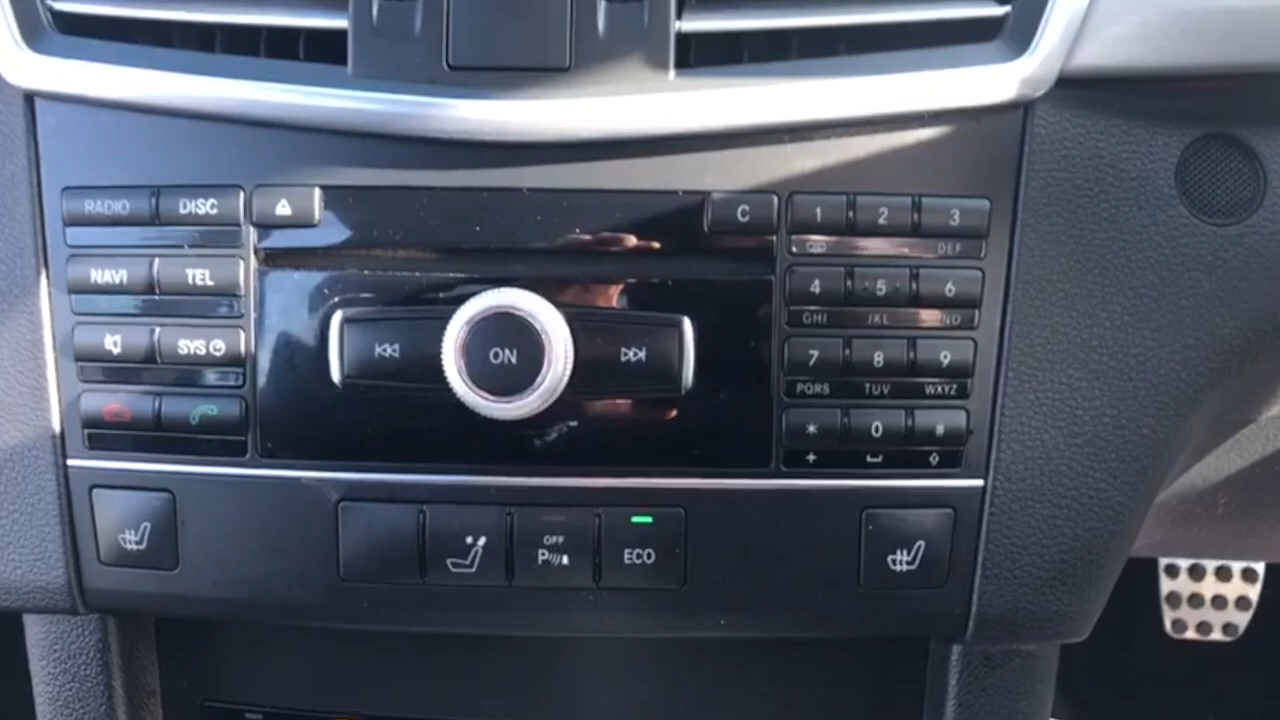 RADIO DISC C 1 2 3
DEF
NAVI TEL 4 5 6
GHI JKL MNO
SYS ON 7 8 9
PQRS TUV WXYZ
* 0 #
+
OFF
P ECO